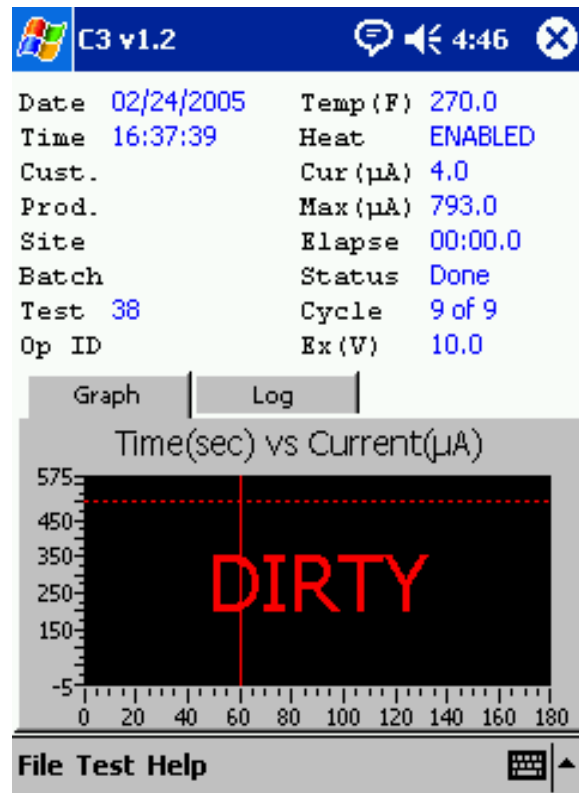 C3 v1.2 4:46
Date 02/24/2005 Temp(F) 270.0
Time 16:37:39 Heat ENABLED
Cust. Cur(µA) 4.0
Prod. Max(µA) 793.0
Site Elapse 00:00.0
Batch Status Done
Test 38 Cycle 9 of 9
Op ID Ex(V) 10.0
Graph Log
Time(sec) vs Current(µA)
575
450
350
250
150
-5
DIRTY
0 20 40 60 80 100 120 140 160 180
File Test Help